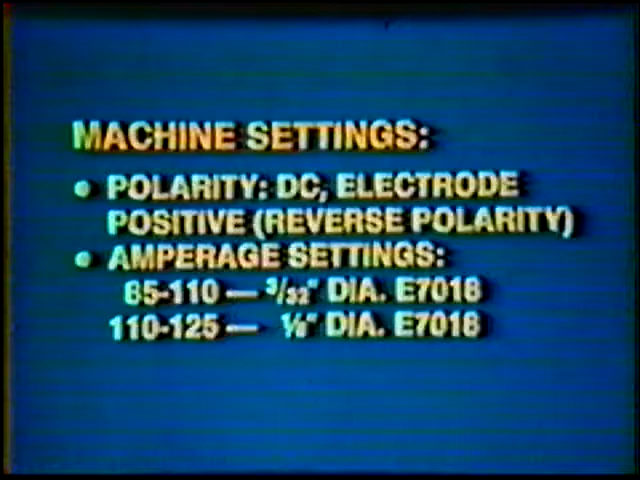 MACHINE SETTINGS:
• POLARITY: DC, ELECTRODE
POSITIVE (REVERSE POLARITY)
• AMPERAGE SETTINGS:
85-110 — 3/32" DIA. E7018
110-125 — 1/8" DIA. E7018